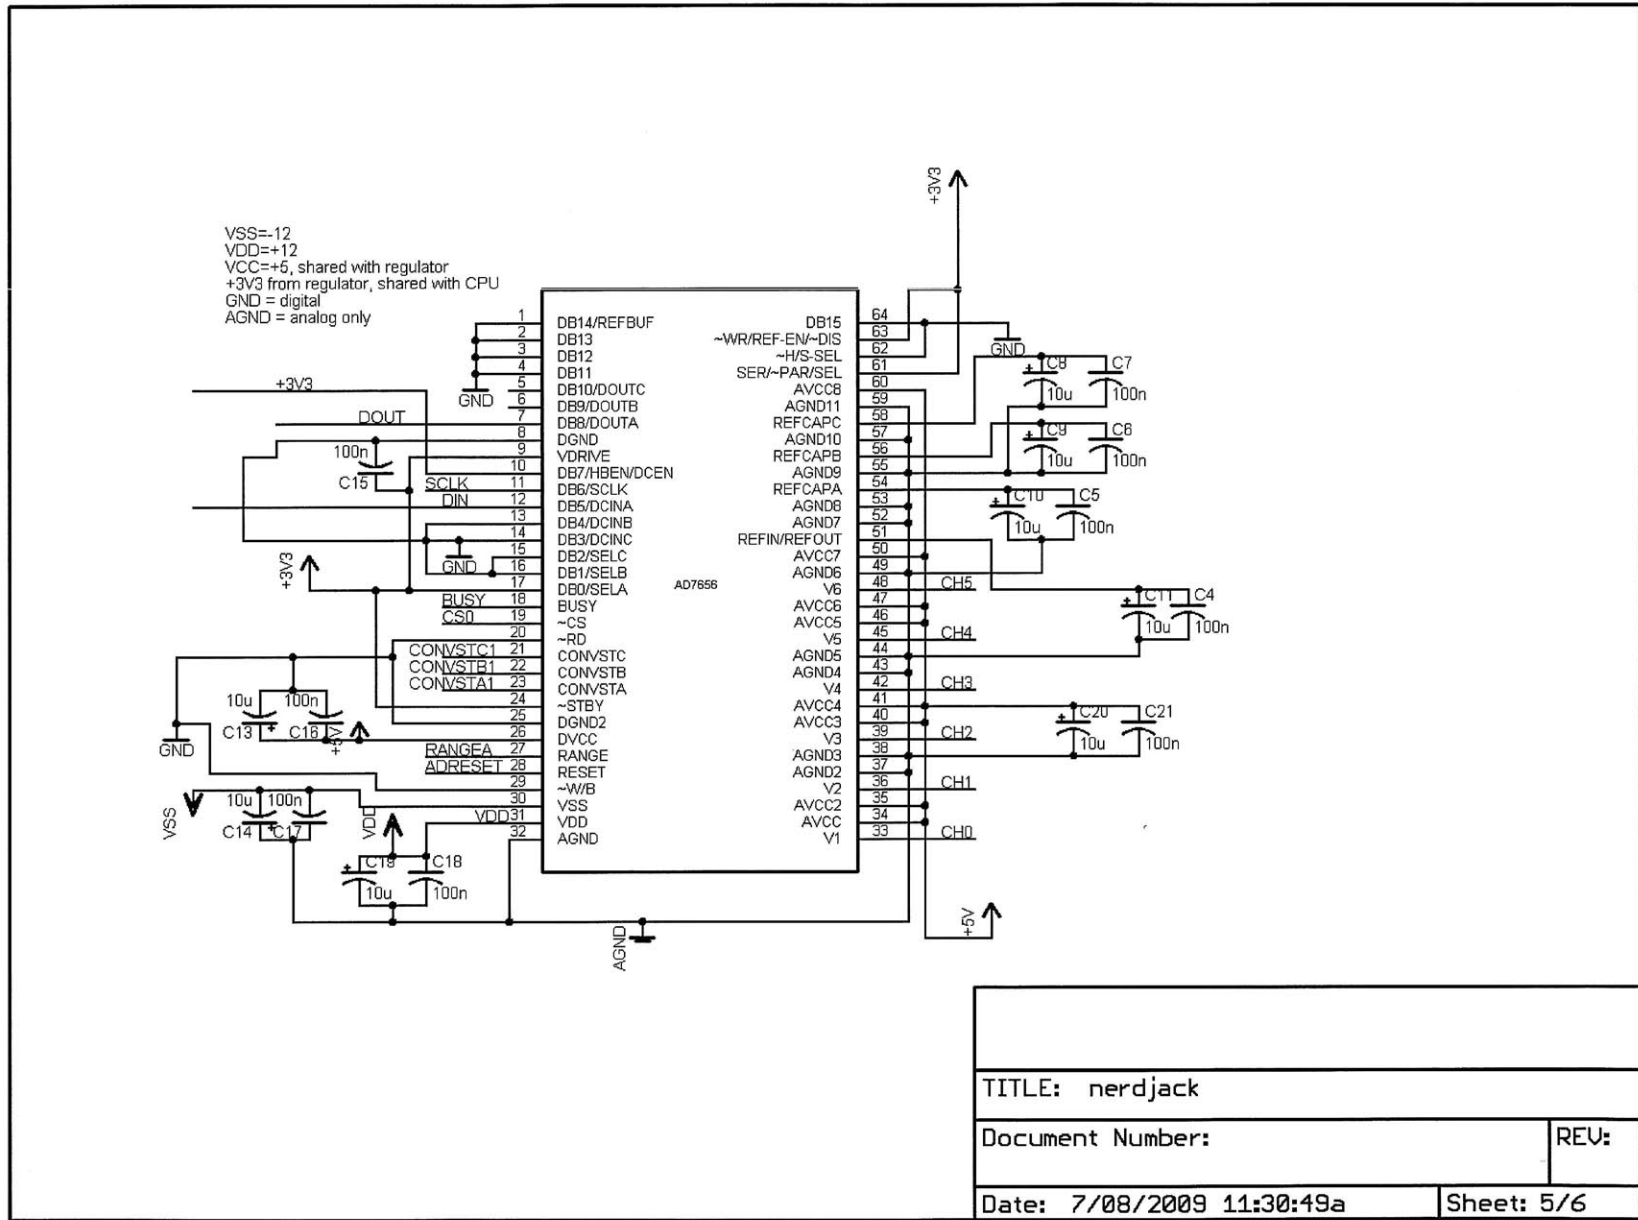 VSS=-12
VDD=+12
VCC=+5, shared with regulator
+3V3 from regulator, shared with CPU
GND = digital
AGND = analog only
+3V3
1 DB14/REFBUF
2 DB13
3 DB12
4 DB11
5 DB10/DOUTC
6 DB9/DOUTB
7 DB8/DOUTA
8 DGND
9 VDRIVE
10 DB7/HBEN/DCEN
11 DB6/SCLK
12 DB5/DCINA
13 DB4/DCINB
14 DB3/DCINC
15 DB2/SELC
16 DB1/SELB
17 DB0/SELA
18 BUSY
19 ~CS
20 ~RD
21 CONVSTC
22 CONVSTB
23 CONVSTA
24 ~STBY
25 DGND2
26 DVCC
27 RANGE
28 RESET
29 ~W/B
30 VSS
31 VDD
32 AGND
AD7656
DB15 64
~WR/REF-EN/~DIS 63
~H/S-SEL 62
SER/~PAR/SEL 61
AVCC8 60
AGND11 59
REFCAPC 58
AGND10 57
REFCAPB 56
AGND9 55
REFCAPA 54
AGND8 53
AGND7 52
REFIN/REFOUT 51
AVCC7 50
AGND6 49
V6 48
AVCC6 47
AVCC5 46
V5 45
AGND5 44
AGND4 43
V4 42
AVCC4 41
AVCC3 40
V3 39
AGND3 38
AGND2 37
V2 36
AVCC2 35
AVCC 34
V1 33
GND
+3V3
DOUT
100n
C15
SCLK
DIN
GND
+3V3
BUSY
CS0
CONVSTC1
CONVSTB1
CONVSTA1
10u 100n
C13 + C16
+5V
GND
RANGEA
ADRESET
VSS
10u 100n
C14 + C17
VDD
VDD
+ C19 C18
10u 100n
AGND
GND
+ C8 C7
10u 100n
+ C9 C6
10u 100n
+ C10 C5
10u 100n
CH5
+ C11 C4
10u 100n
CH4
CH3
+ C20 C21
10u 100n
CH2
CH1
CH0
+5V
TITLE: nerdjack
Document Number:
REV:
Date: 7/08/2009 11:30:49a
Sheet: 5/6